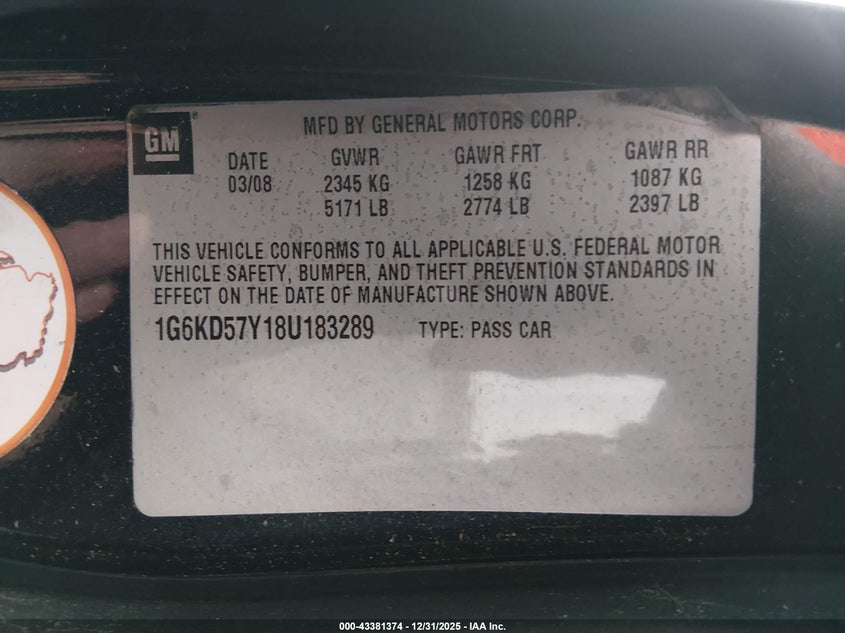 GM®
MFD BY GENERAL MOTORS CORP.
DATE GVWR GAWR FRT GAWR RR
03/08 2345 KG 1258 KG 1087 KG
5171 LB 2774 LB 2397 LB
THIS VEHICLE CONFORMS TO ALL APPLICABLE U.S. FEDERAL MOTOR
VEHICLE SAFETY, BUMPER, AND THEFT PREVENTION STANDARDS IN
EFFECT ON THE DATE OF MANUFACTURE SHOWN ABOVE.
1G6KD57Y18U183289 TYPE: PASS CAR
000-43381374 - 12/31/2025 - IAA Inc.